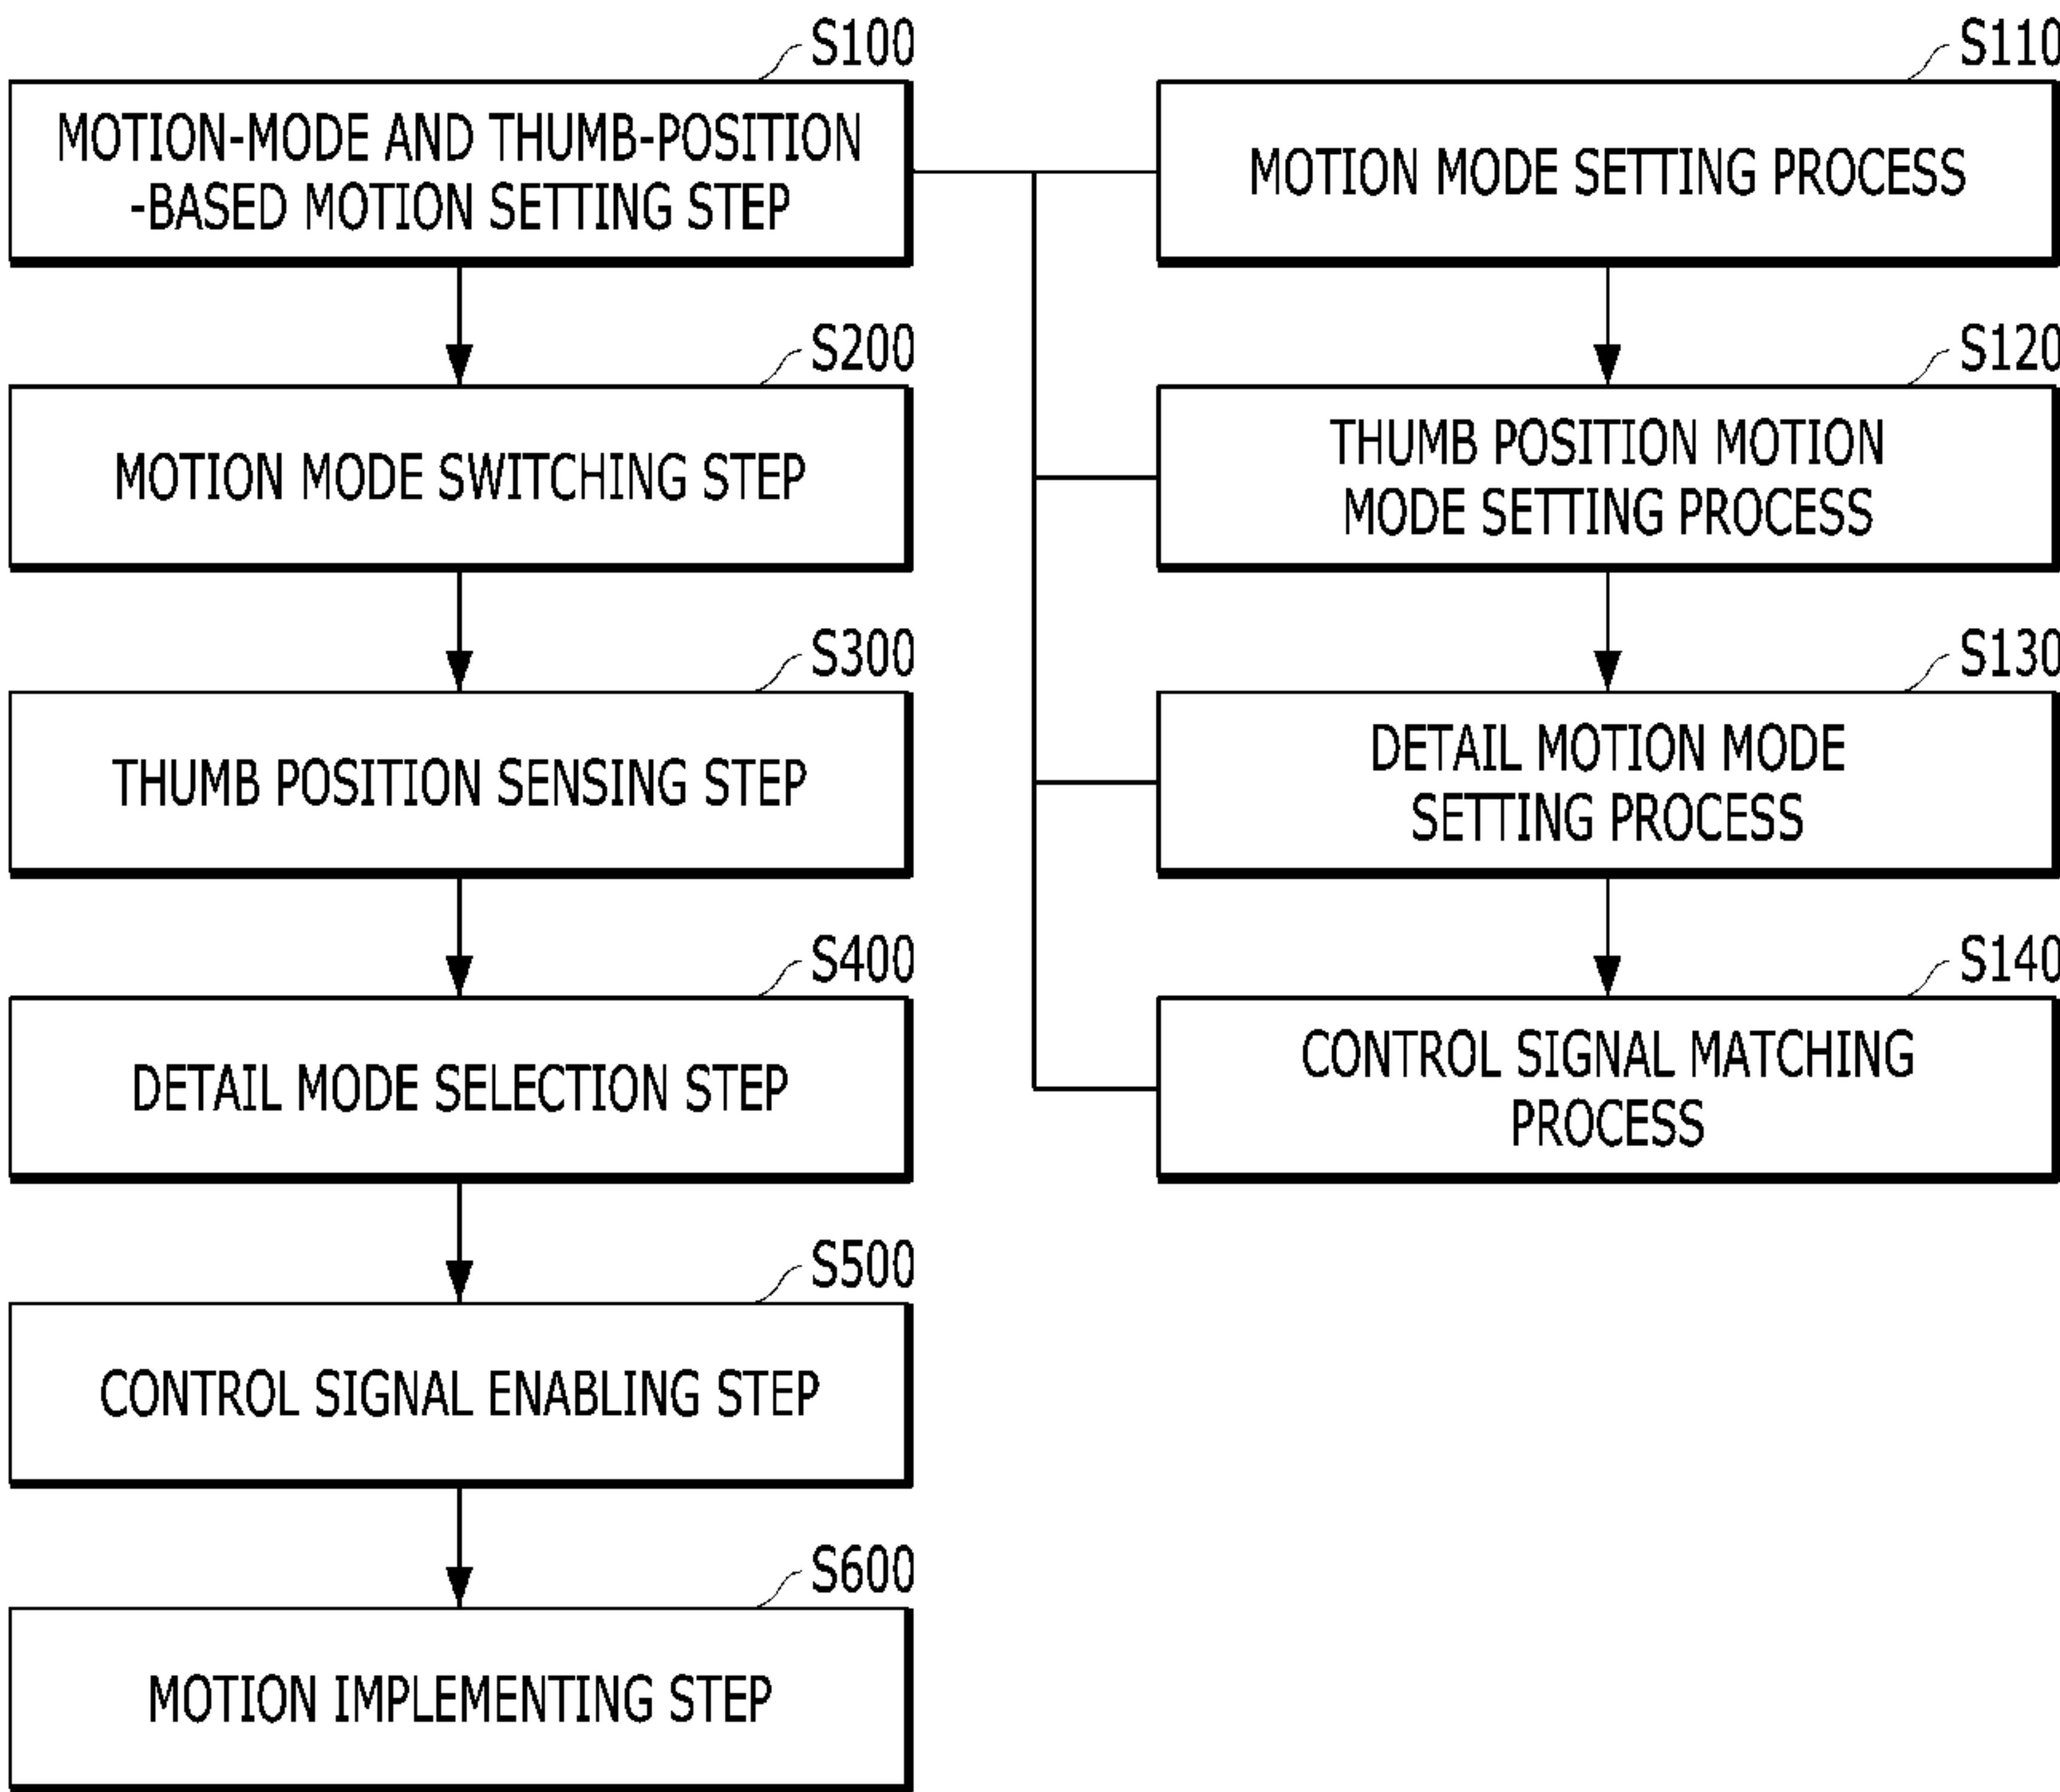 S100
MOTION-MODE AND THUMB-POSITION
-BASED MOTION SETTING STEP
S200
MOTION MODE SWITCHING STEP
S300
THUMB POSITION SENSING STEP
S400
DETAIL MODE SELECTION STEP
S500
CONTROL SIGNAL ENABLING STEP
S600
MOTION IMPLEMENTING STEP
S110
MOTION MODE SETTING PROCESS
S120
THUMB POSITION MOTION
MODE SETTING PROCESS
S130
DETAIL MOTION MODE
SETTING PROCESS
S140
CONTROL SIGNAL MATCHING
PROCESS